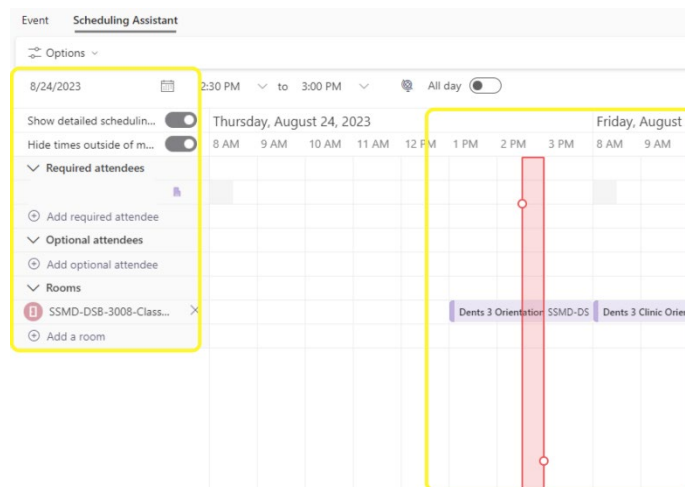 Event Scheduling Assistant
Options
8/24/2023 2:30 PM to 3:00 PM All day
Show detailed schedulin... Thursday, August 24, 2023 Friday, August
Hide times outside of m... 8 AM 9 AM 10 AM 11 AM 12 PM 1 PM 2 PM 3 PM 8 AM 9 AM
Required attendees
Add required attendee
Optional attendees
Add optional attendee
Rooms
SSMD-DSB-3008-Class... Dents 3 Orientation SSMD-DS Dents 3 Clinic Orie
Add a room